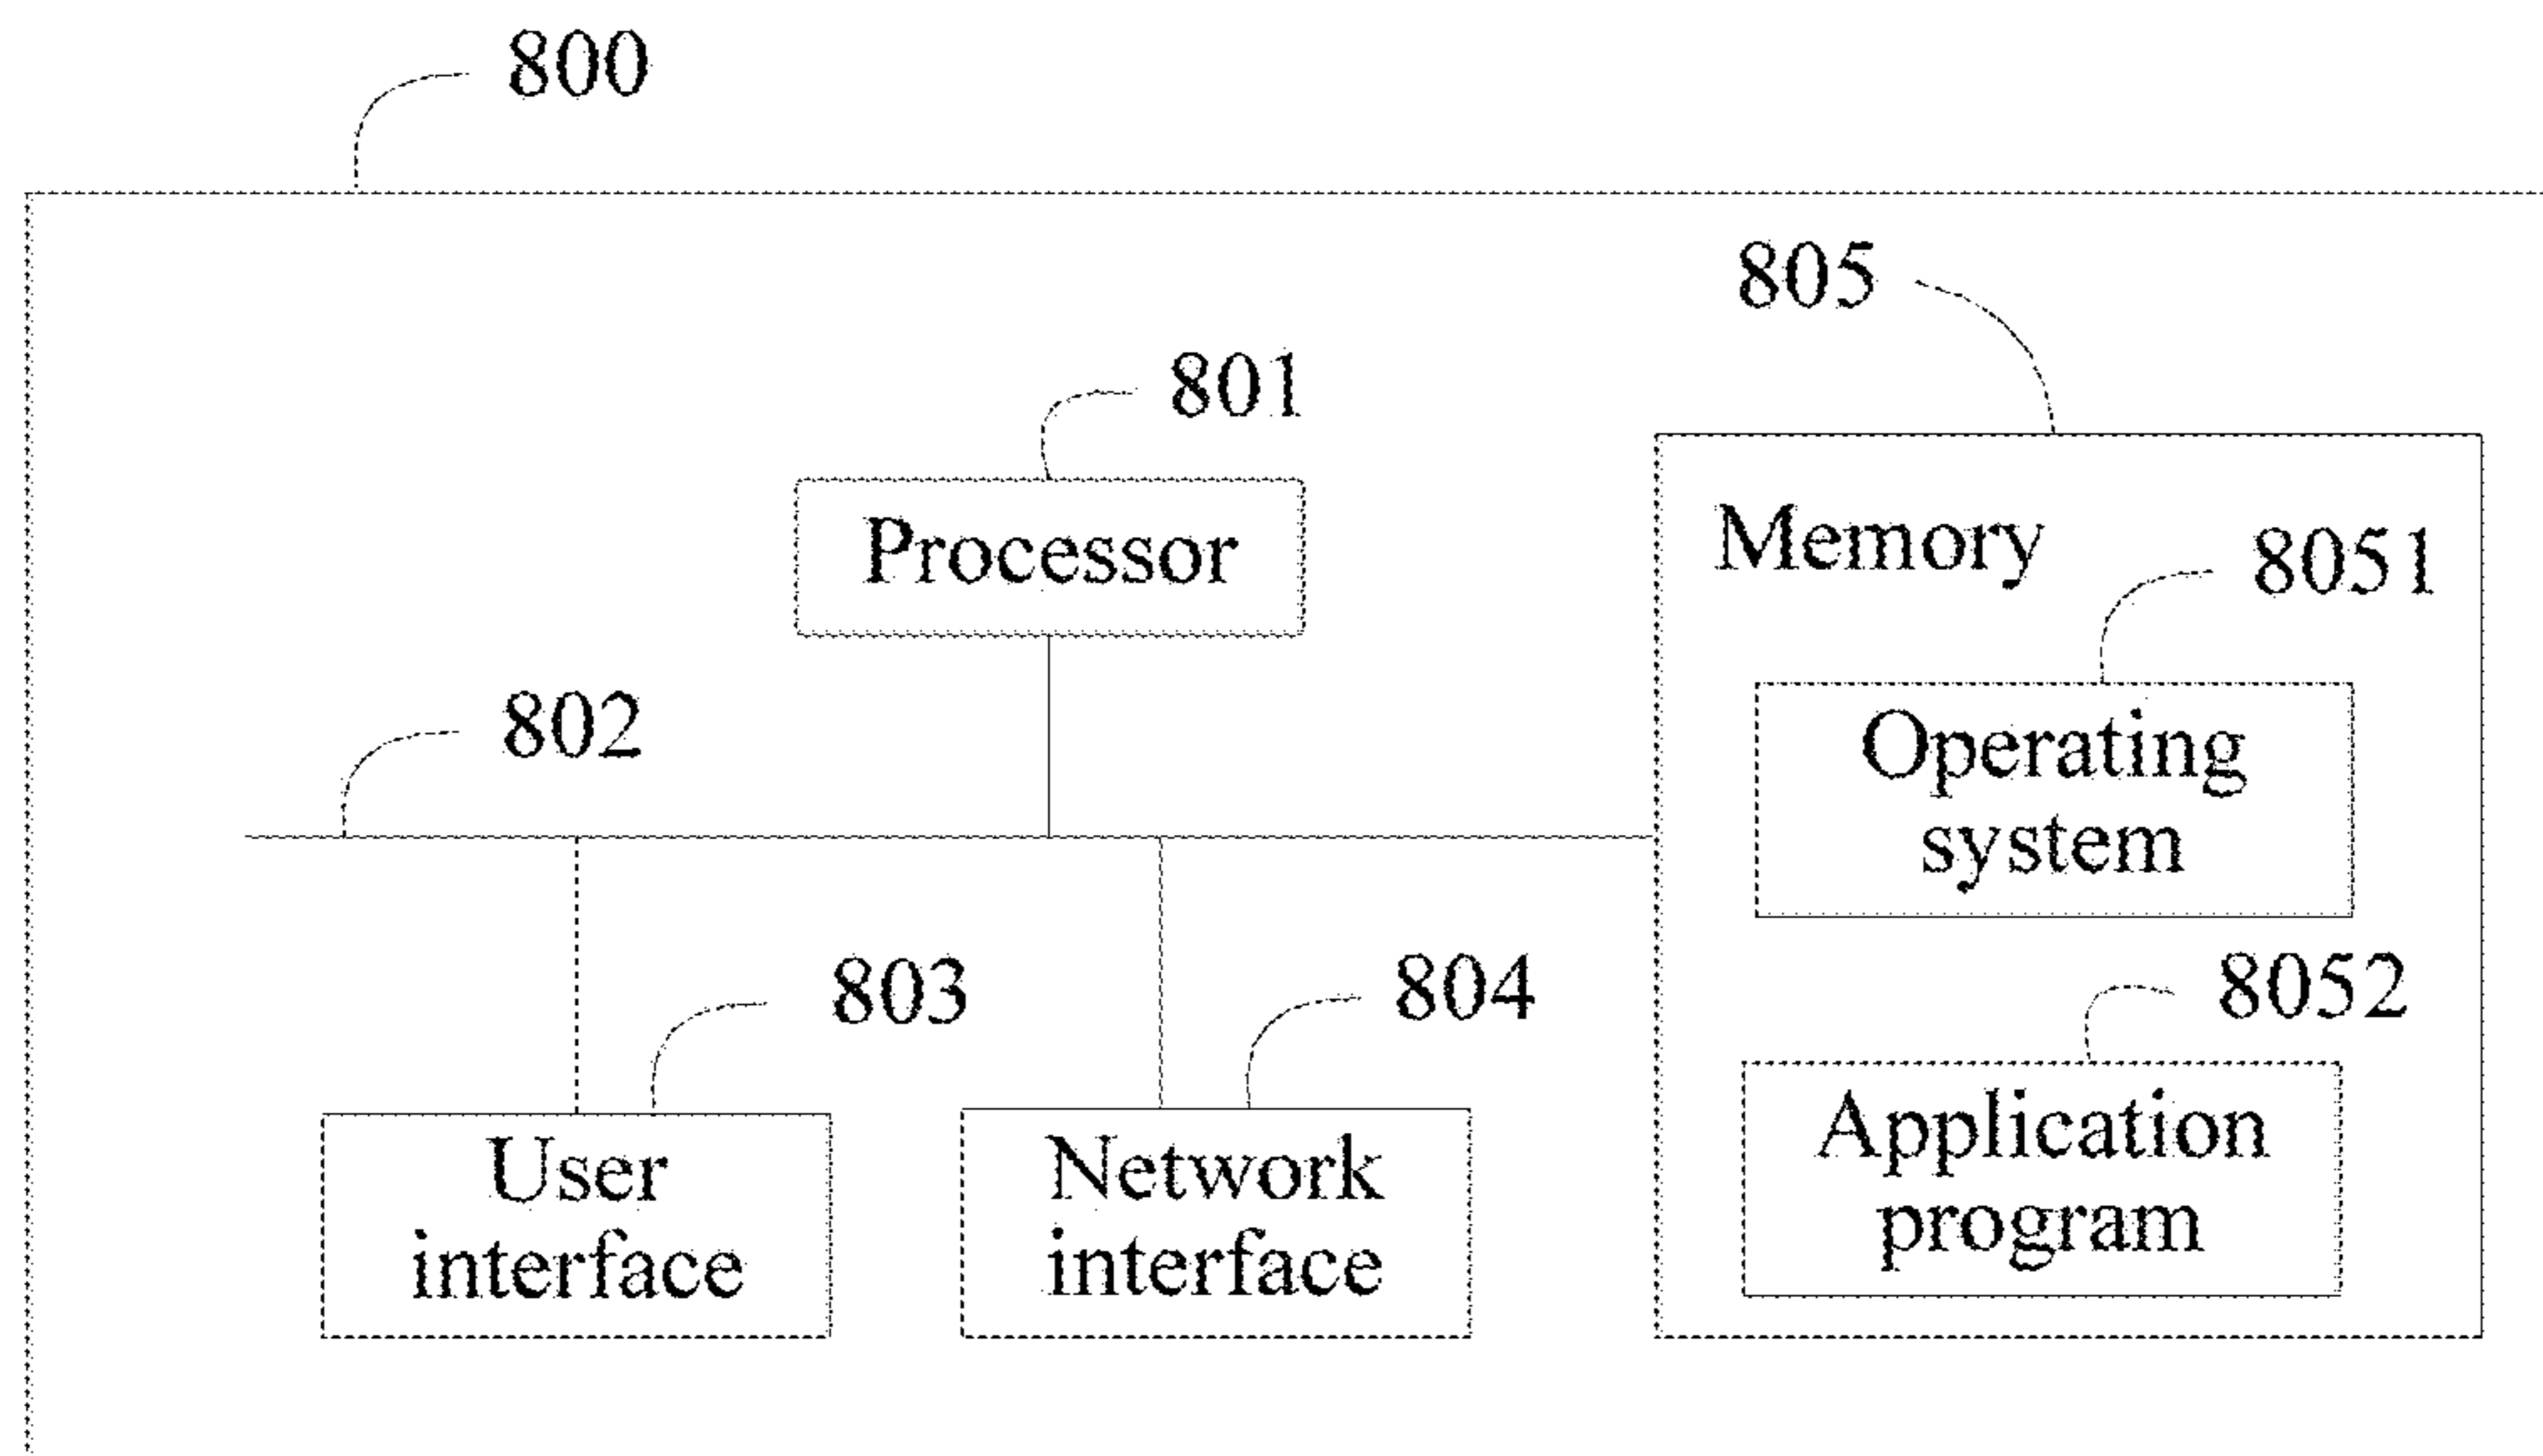 800
805
801
Processor
Memory
8051
Operating
system
802
803
804
8052
User
interface
Network
interface
Application
program